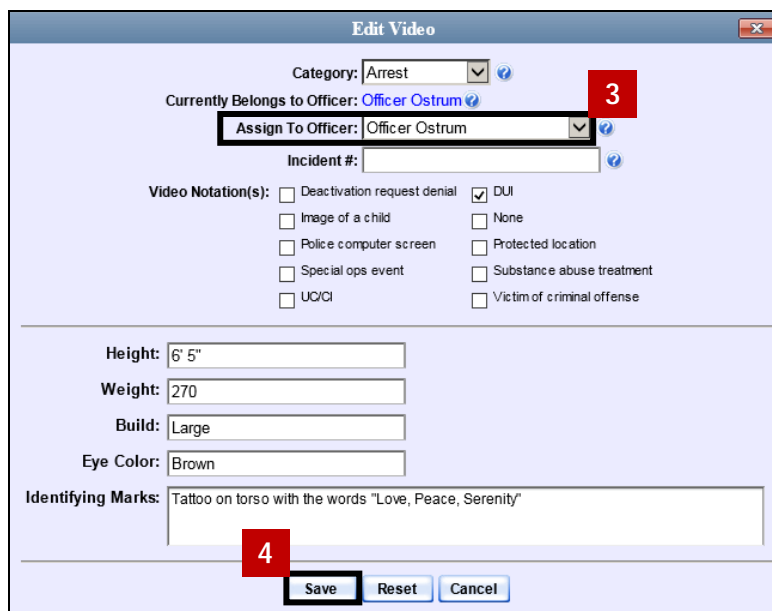 Edit Video
Category: Arrest
3
Currently Belongs to Officer: Officer Ostrum
Assign To Officer: Officer Ostrum
Incident #:
Video Notation(s): Deactivation request denial DUI
Image of a child None
Police computer screen Protected location
Special ops event Substance abuse treatment
UC/CI Victim of criminal offense
Height: 6' 5"
Weight: 270
Build: Large
Eye Color: Brown
Identifying Marks: Tattoo on torso with the words "Love, Peace, Serenity"
4
Save Reset Cancel